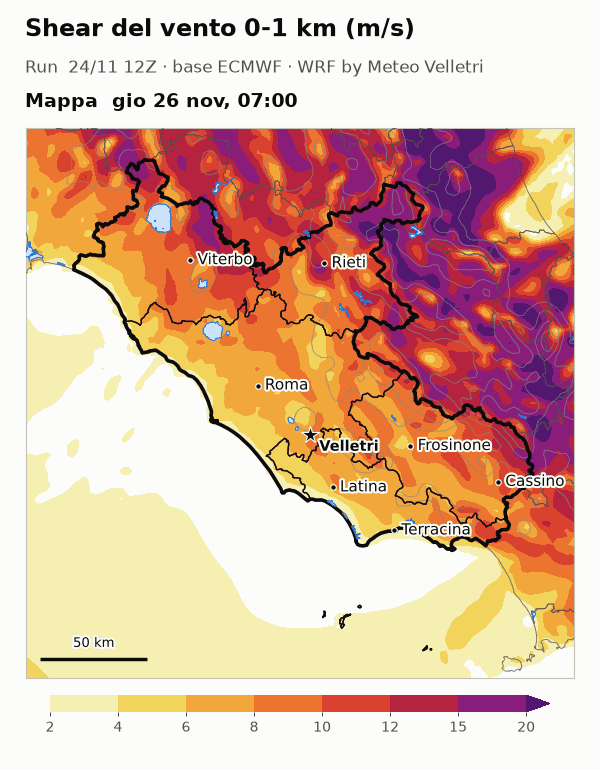 Shear del vento 0-1 km (m/s)
Run  24/11 12Z · base ECMWF · WRF by Meteo Velletri
Mappa  gio 26 nov, 07:00
Viterbo
Rieti
Roma
Velletri
Frosinone
Latina
Cassino
Terracina
50 km
2 4 6 8 10 12 15 20